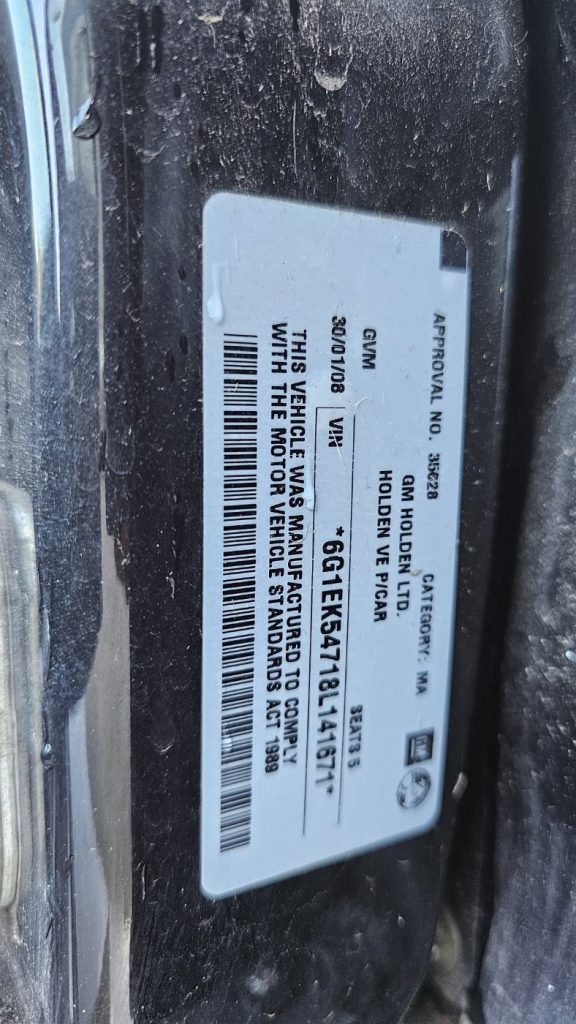 APPROVAL NO. 35628 CATEGORY: MA
GM HOLDEN LTD.
HOLDEN VE P/CAR
GVM SEATS 5
30/01/08 VIN *6G1EK54718L141671*
THIS VEHICLE WAS MANUFACTURED TO COMPLY
WITH THE MOTOR VEHICLE STANDARDS ACT 1989
GM